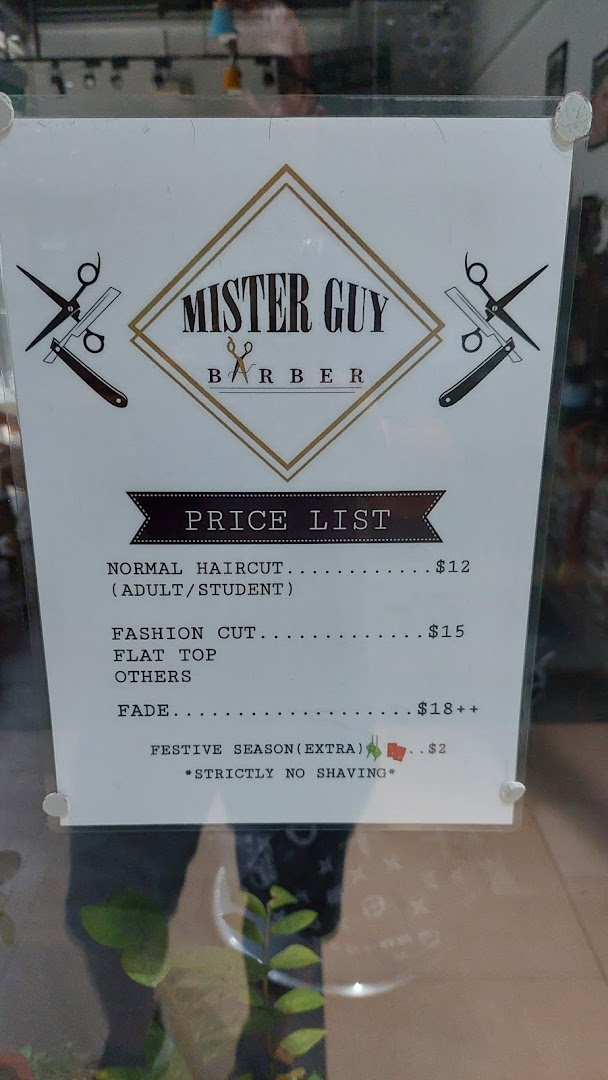 MISTER GUY
BARBER
PRICE LIST
NORMAL HAIRCUT............$12
(ADULT/STUDENT)
FASHION CUT.............$15
FLAT TOP
OTHERS
FADE...................$18++
FESTIVE SEASON(EXTRA)..$2
*STRICTLY NO SHAVING*